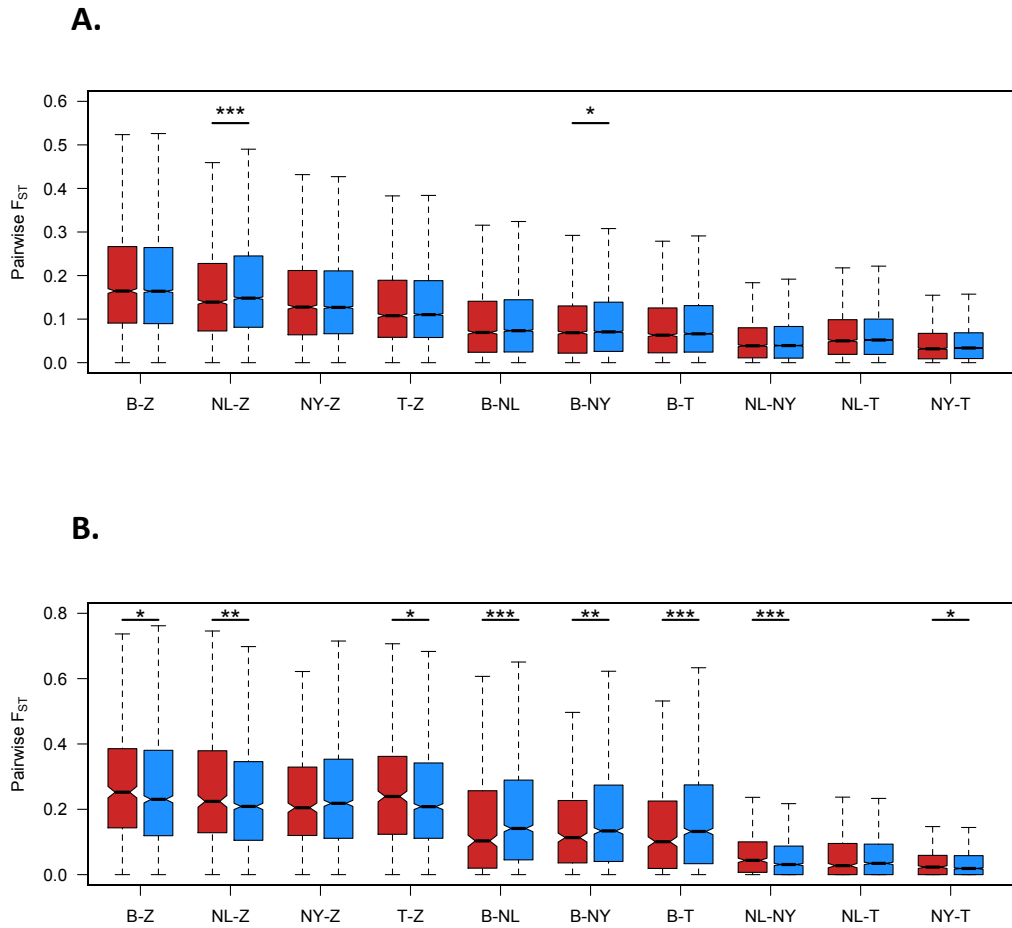 A.
Pairwise FST
0.6
0.5
0.4
0.3
0.2
0.1
0.0
*** *
B-Z NL-Z NY-Z T-Z B-NL B-NY B-T NL-NY NL-T NY-T
B.
Pairwise FST
0.8
0.6
0.4
0.2
0.0
* ** * *** ** *** *** *
B-Z NL-Z NY-Z T-Z B-NL B-NY B-T NL-NY NL-T NY-T